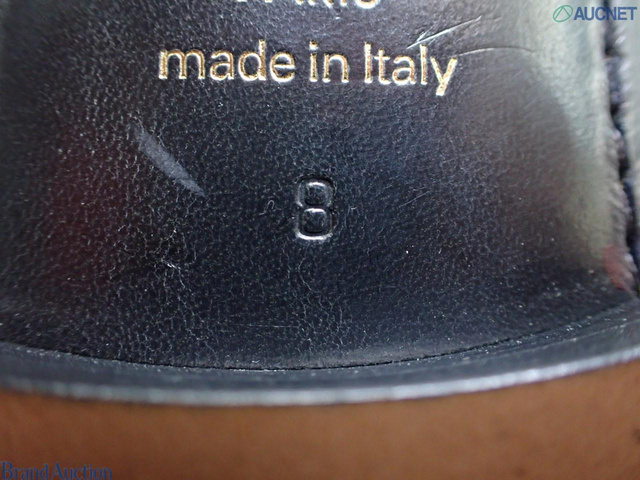 AUCNET
made in Italy
8
Brand Auction